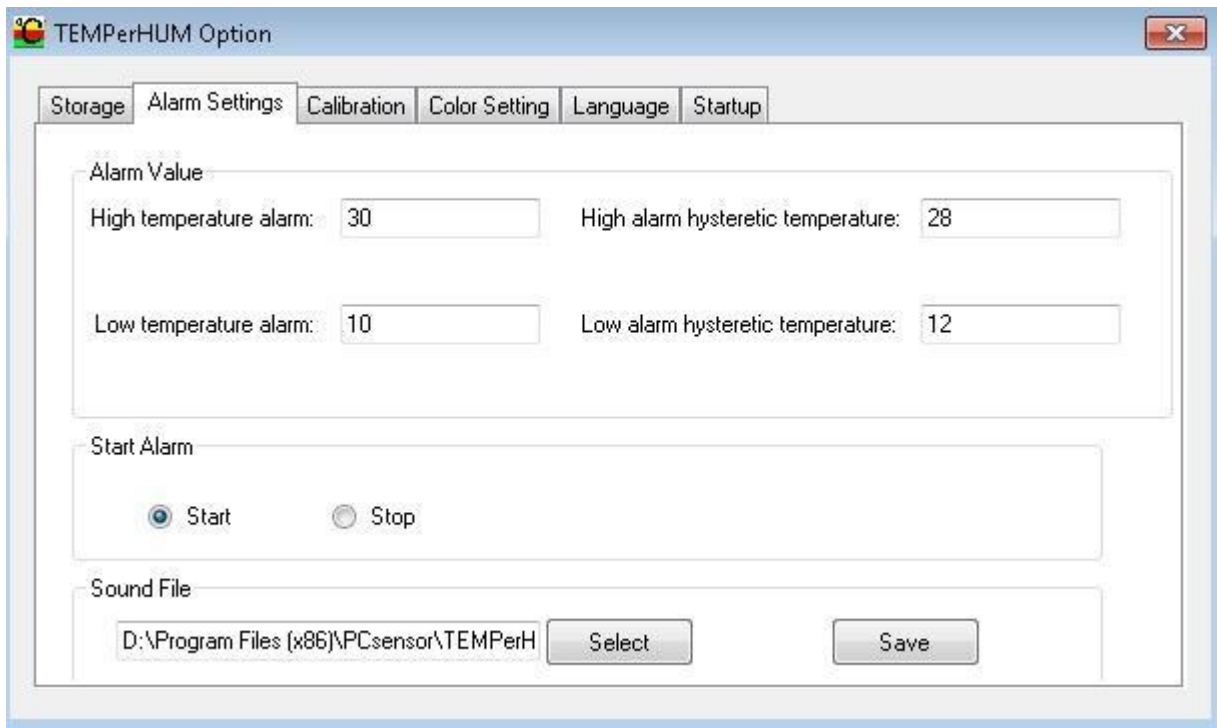 TEMPerHUM Option
Storage Alarm Settings Calibration Color Setting Language Startup
Alarm Value
High temperature alarm: 30 High alarm hysteretic temperature: 28
Low temperature alarm: 10 Low alarm hysteretic temperature: 12
Start Alarm
Start Stop
Sound File
D:\Program Files (x86)\PCsensor\TEMPerH Select Save